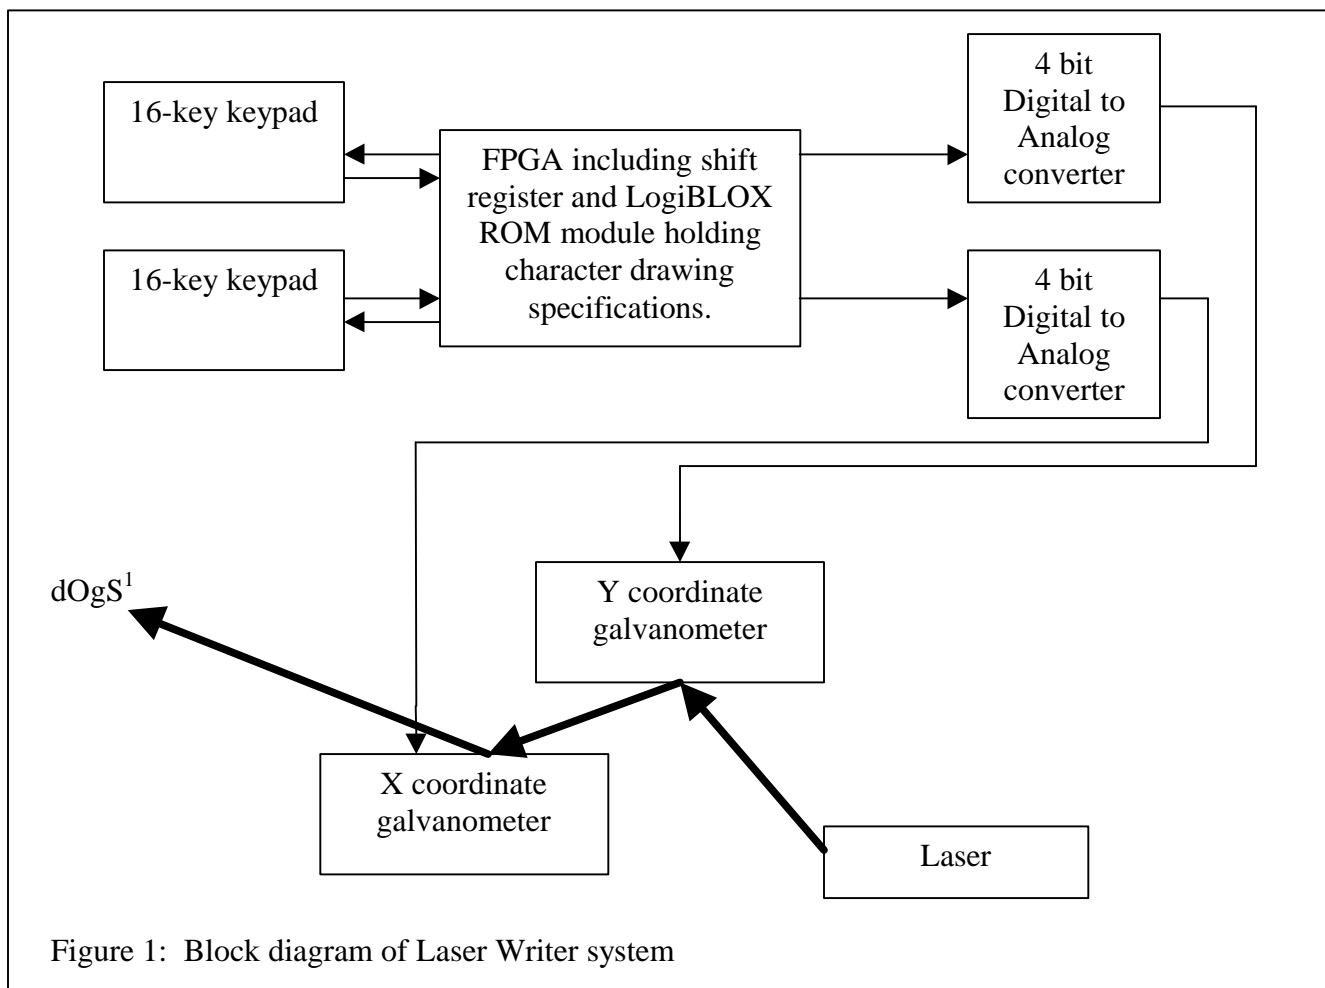 16-key keypad
16-key keypad
FPGA including shift
register and LogiBLOX
ROM module holding
character drawing
specifications.
4 bit
Digital to
Analog
converter
4 bit
Digital to
Analog
converter
dOgS¹
Y coordinate
galvanometer
X coordinate
galvanometer
Laser
Figure 1:  Block diagram of Laser Writer system